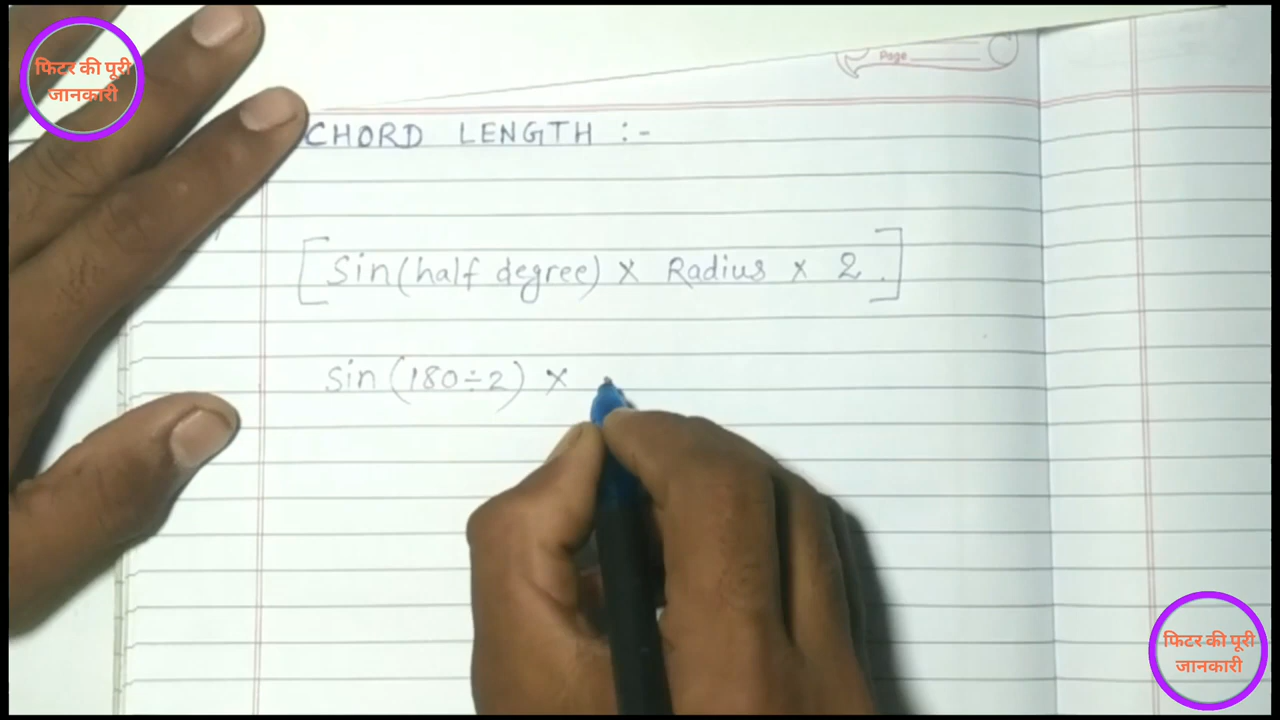 फिटर की पूरी
जानकारी
Page
CHORD LENGTH :-
[Sin(half degree) × Radius × 2.]
sin (180÷2) ×
फिटर की पूरी
जानकारी